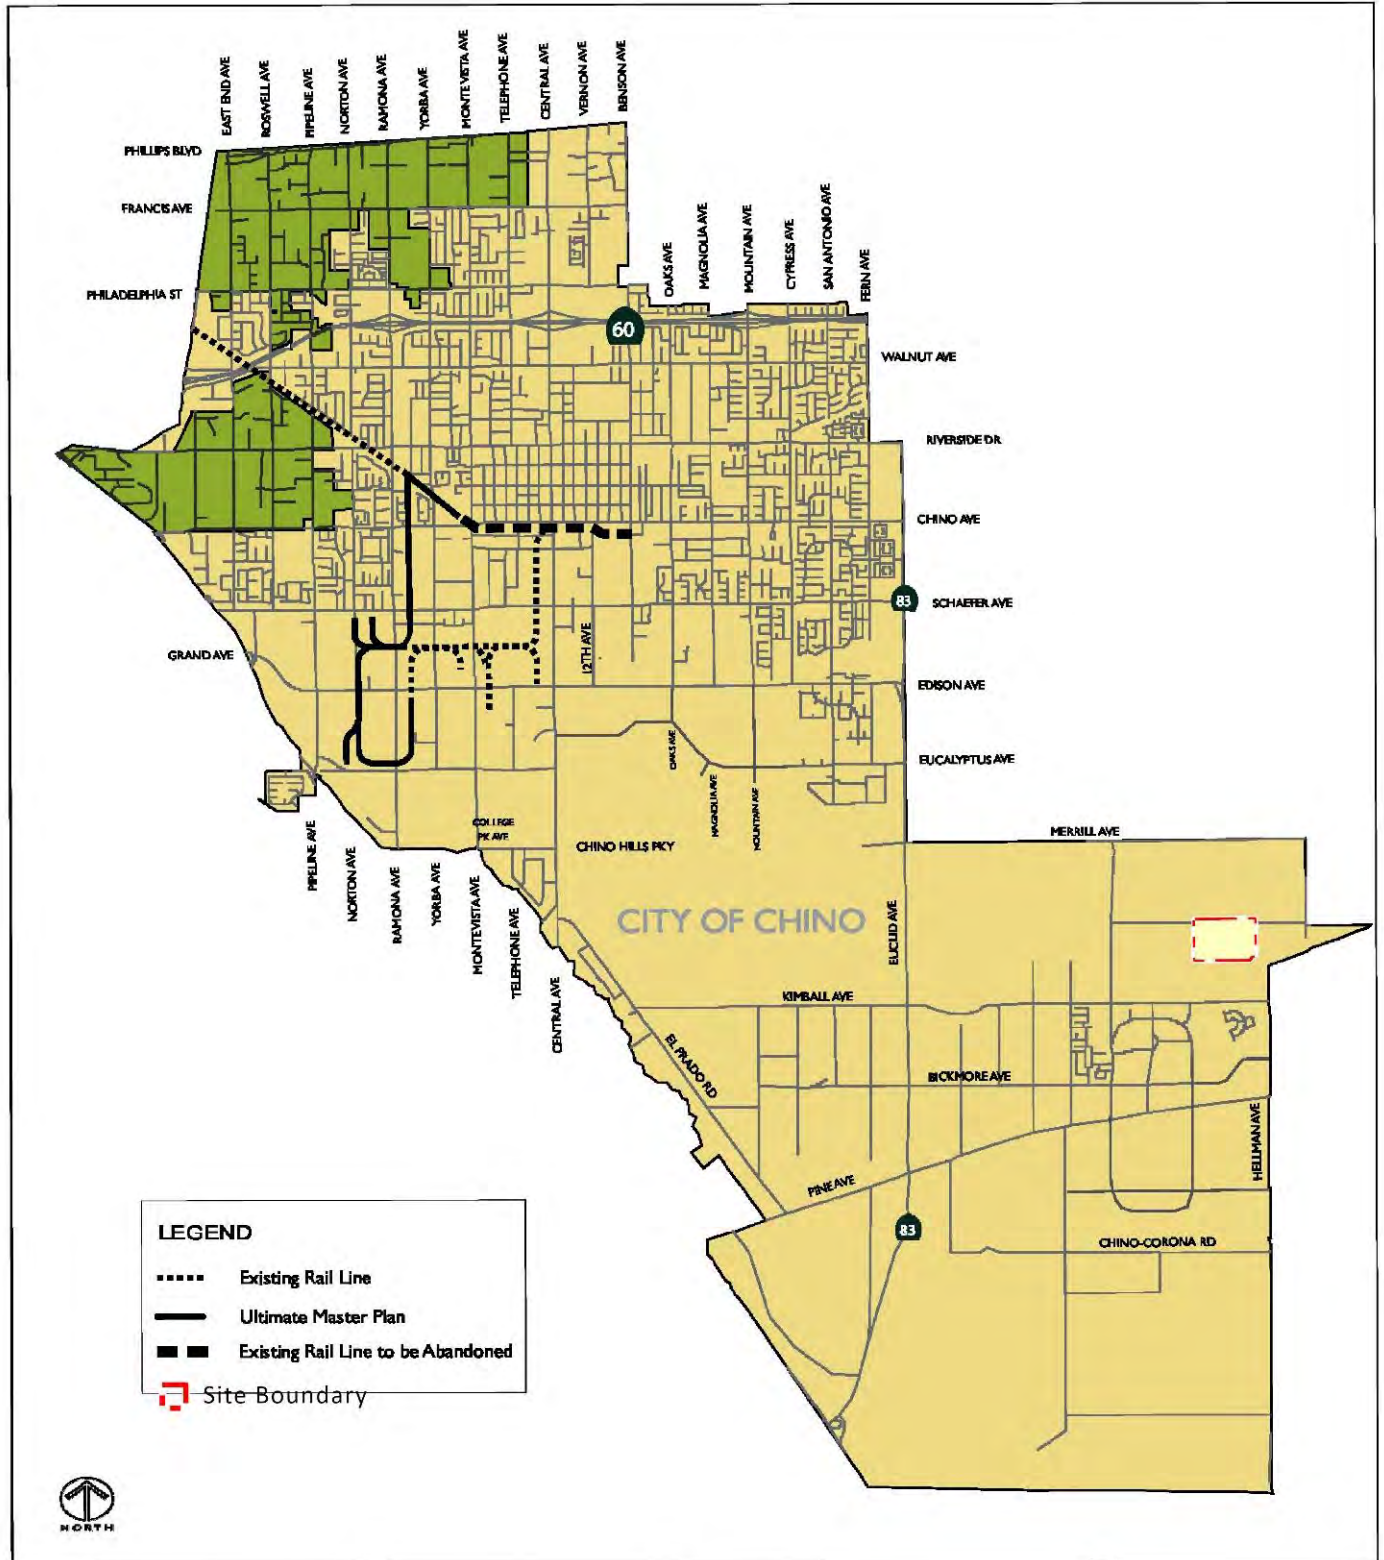 EAST END AVE
ROSWELL AVE
PIPELINE AVE
NORTON AVE
RAMONA AVE
YORBA AVE
MONTE VISTA AVE
TELEPHONE AVE
CENTRAL AVE
VERNON AVE
BENSON AVE
PHILLIPS BLVD
FRANCIS AVE
PHILADELPHIA ST
OAKS AVE
MAGNOLIA AVE
MOUNTAIN AVE
CYPRESS AVE
SAN ANTONIO AVE
FERN AVE
60
WALNUT AVE
RIVERSIDE DR
CHINO AVE
83
SCHAEFER AVE
GRAND AVE
12TH AVE
EDISON AVE
OAKS AVE
MAGNOLIA AVE
MOUNTAIN AVE
EUCALYPTUS AVE
COLLEGE
PK AVE
CHINO HILLS PKY
MERRILL AVE
PIPELINE AVE
NORTON AVE
RAMONA AVE
YORBA AVE
MONTE VISTA AVE
TELEPHONE AVE
CENTRAL AVE
CITY OF CHINO
EUCLID AVE
KIMBALL AVE
EL PRADO RD
BICKMORE AVE
HELLMAN AVE
PINE AVE
83
CHINO-CORONA RD
LEGEND
Existing Rail Line
Ultimate Master Plan
Existing Rail Line to be Abandoned
Site Boundary
NORTH